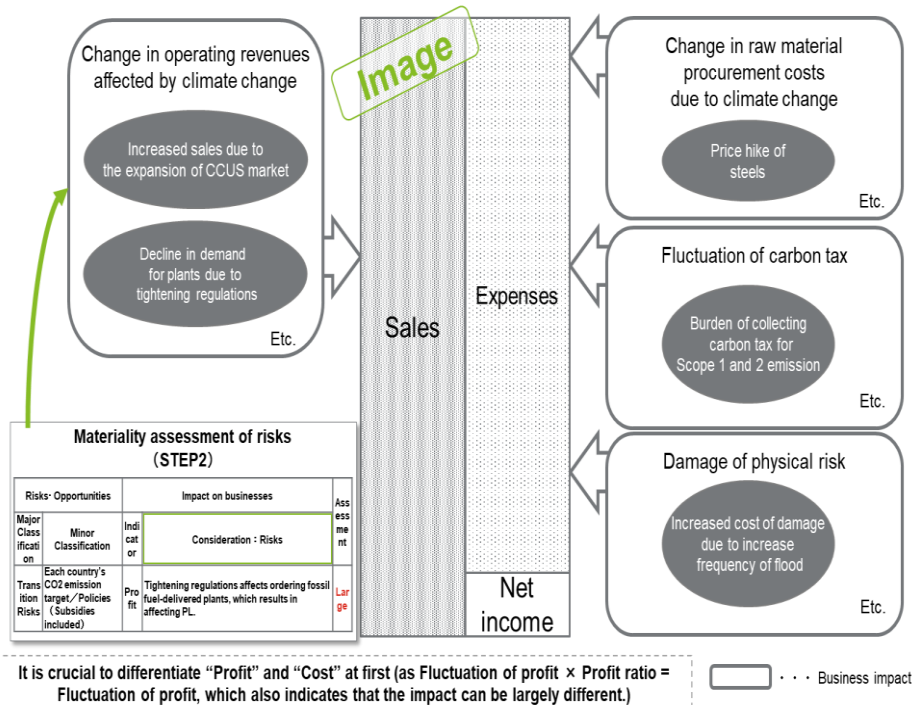 Change in operating revenues
affected by climate change
Increased sales due to
the expansion of CCUS market
Decline in demand
for plants due to
tightening regulations
Etc.
Image
Sales
Expenses
Net
income
Change in raw material
procurement costs
due to climate change
Price hike of
steels
Etc.
Fluctuation of carbon tax
Burden of collecting
carbon tax for
Scope 1 and 2 emission
Etc.
Damage of physical risk
Increased cost of damage
due to increase
frequency of flood
Etc.
Materiality assessment of risks
（STEP2）
Risks・Opportunities
Impact on businesses
Ass
ess
me
nt
Major
Class
ificati
on
Minor
Classification
Indi
cat
or
Consideration：Risks
Trans
ition
Risks
Each country's
CO2 emission
target／Policies
（Subsidies
included）
Pro
fit
Tightening regulations affects ordering fossil
fuel-delivered plants, which results in
affecting PL.
Lar
ge
It is crucial to differentiate “Profit” and “Cost” at first (as Fluctuation of profit × Profit ratio =
Fluctuation of profit, which also indicates that the impact can be largely different.)
・・・Business impact